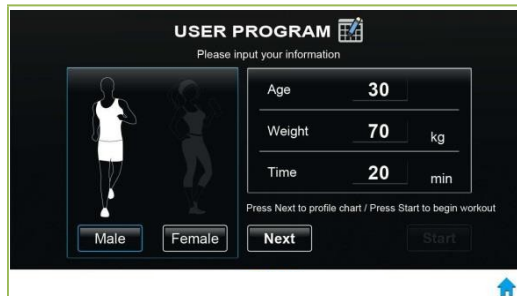 USER PROGRAM
Please input your information
Age 30
Weight 70 kg
Time 20 min
Press Next to profile chart / Press Start to begin workout
Male Female Next Start